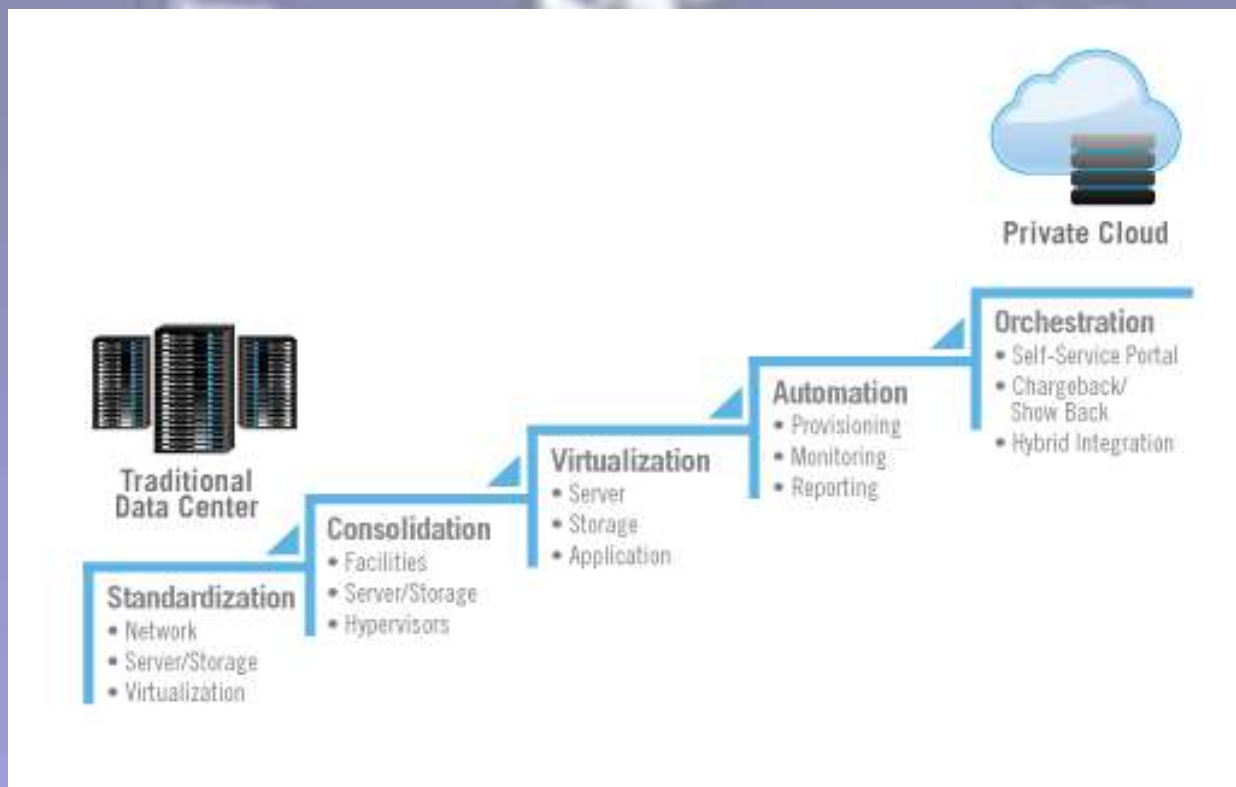 Private Cloud
Traditional
Data Center
Standardization
• Network
• Server/Storage
• Virtualization
Consolidation
• Facilities
• Server/Storage
• Hypervisors
Virtualization
• Server
• Storage
• Application
Automation
• Provisioning
• Monitoring
• Reporting
Orchestration
• Self-Service Portal
• Chargeback/
Show Back
• Hybrid Integration